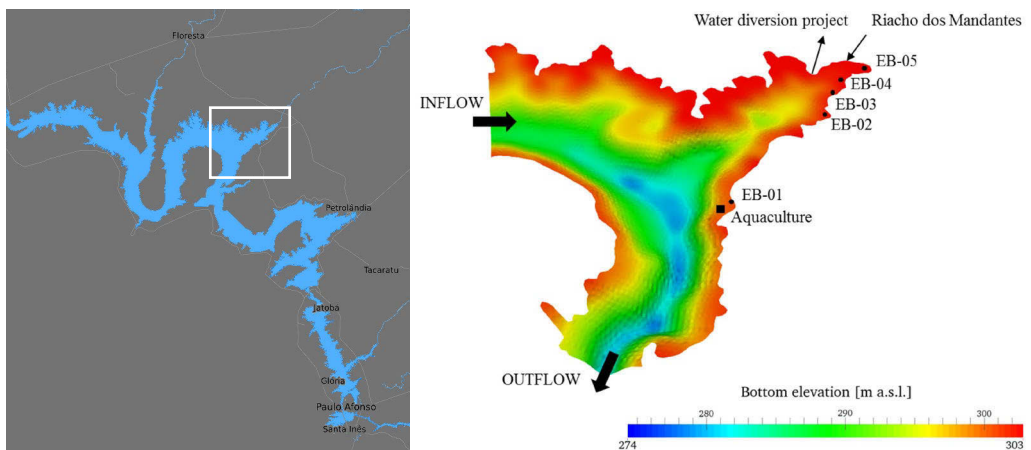 Floresta
Petrolândia
Tacaratu
Jatobá
Glória
Paulo Afonso
Santa Inês
Water diversion project
Riacho dos Mandantes
EB-05
EB-04
EB-03
EB-02
INFLOW
EB-01
Aquaculture
OUTFLOW
Bottom elevation [m a.s.l.]
280 290 300
274 303